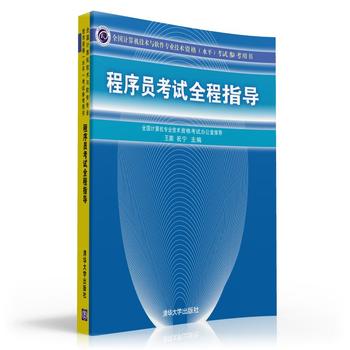 全国计算机技术与软件专业技术资格(水平)考试参考用书
程序员考试全程指导
全国计算机专业技术资格考试办公室推荐
主编
清华大学出版社
程序员考试全程指导
清华大学出版社